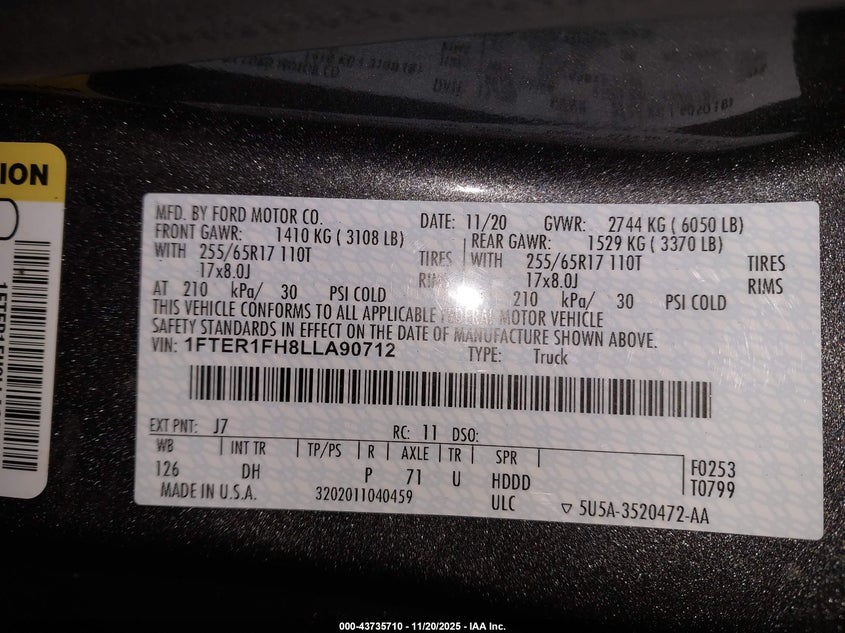 ION
MFD. BY FORD MOTOR CO. DATE: 11/20 GVWR: 2744 KG ( 6050 LB)
FRONT GAWR: 1410 KG ( 3108 LB) REAR GAWR: 1529 KG ( 3370 LB)
WITH 255/65R17 110T TIRES WITH 255/65R17 110T TIRES
17x8.0J RIMS 17x8.0J RIMS
AT 210 kPa/ 30 PSI COLD 210 kPa/ 30 PSI COLD
THIS VEHICLE CONFORMS TO ALL APPLICABLE FEDERAL MOTOR VEHICLE
SAFETY STANDARDS IN EFFECT ON THE DATE OF MANUFACTURE SHOWN ABOVE.
VIN: 1FTER1FH8LLA90712 TYPE: Truck
EXT PNT: J7 RC: 11 DSO:
WB INT TR TP/PS R AXLE TR SPR
126 DH P 71 U HDDD F0253
ULC T0799
MADE IN U.S.A. 3202011040459 ▽ 5U5A-3520472-AA
000-43735710 - 11/20/2025 - IAA Inc.